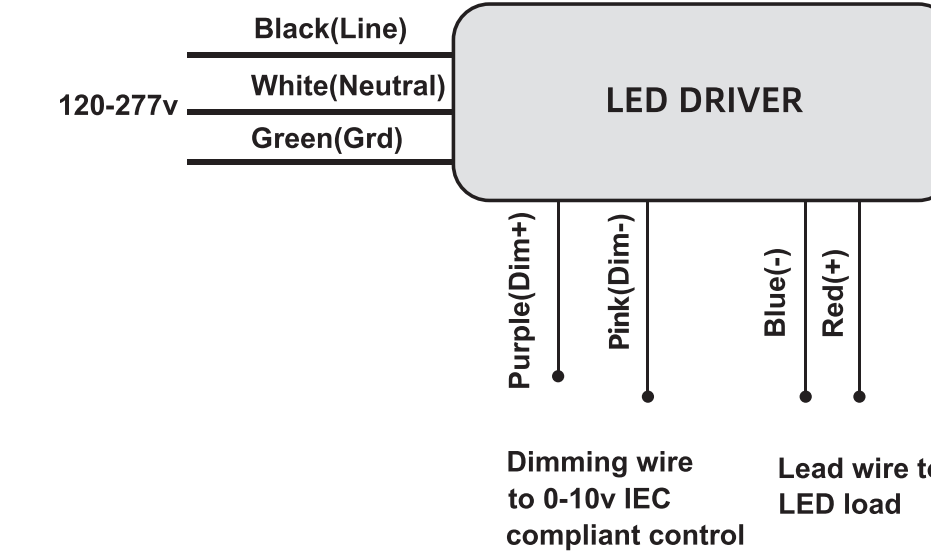 Black(Line)
White(Neutral)
120-277v
Green(Grd)
LED DRIVER
Purple(Dim+)
Pink(Dim-)
Blue(-)
Red(+)
Dimming wire
to 0-10v IEC
compliant control
Lead wire
LED load